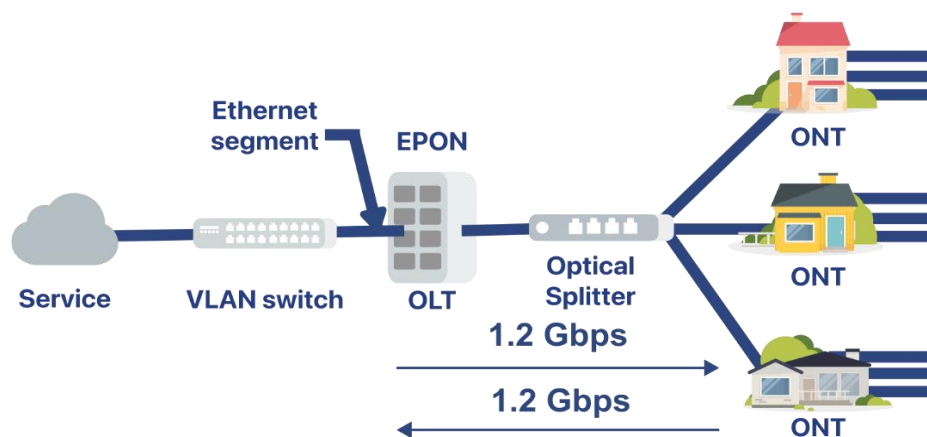 Ethernet
segment
EPON
ONT
Service
VLAN switch
OLT
Optical
Splitter
ONT
1.2 Gbps
1.2 Gbps
ONT